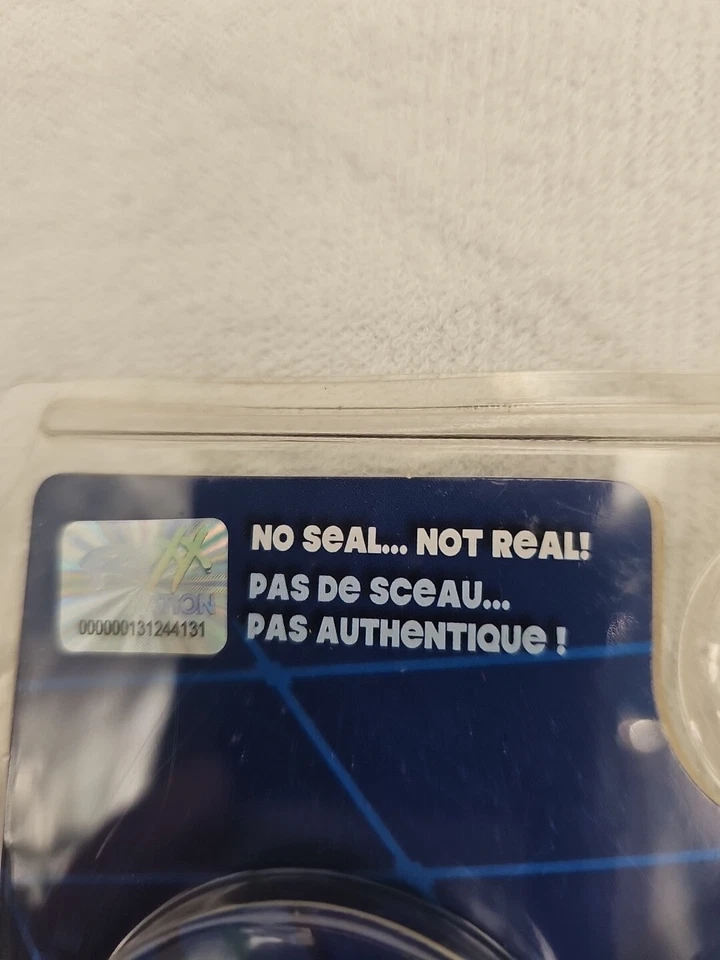 NO SEAL... NOT REAL!
PAS DE SCEAU...
PAS AUTHENTIQUE !
000000131244131